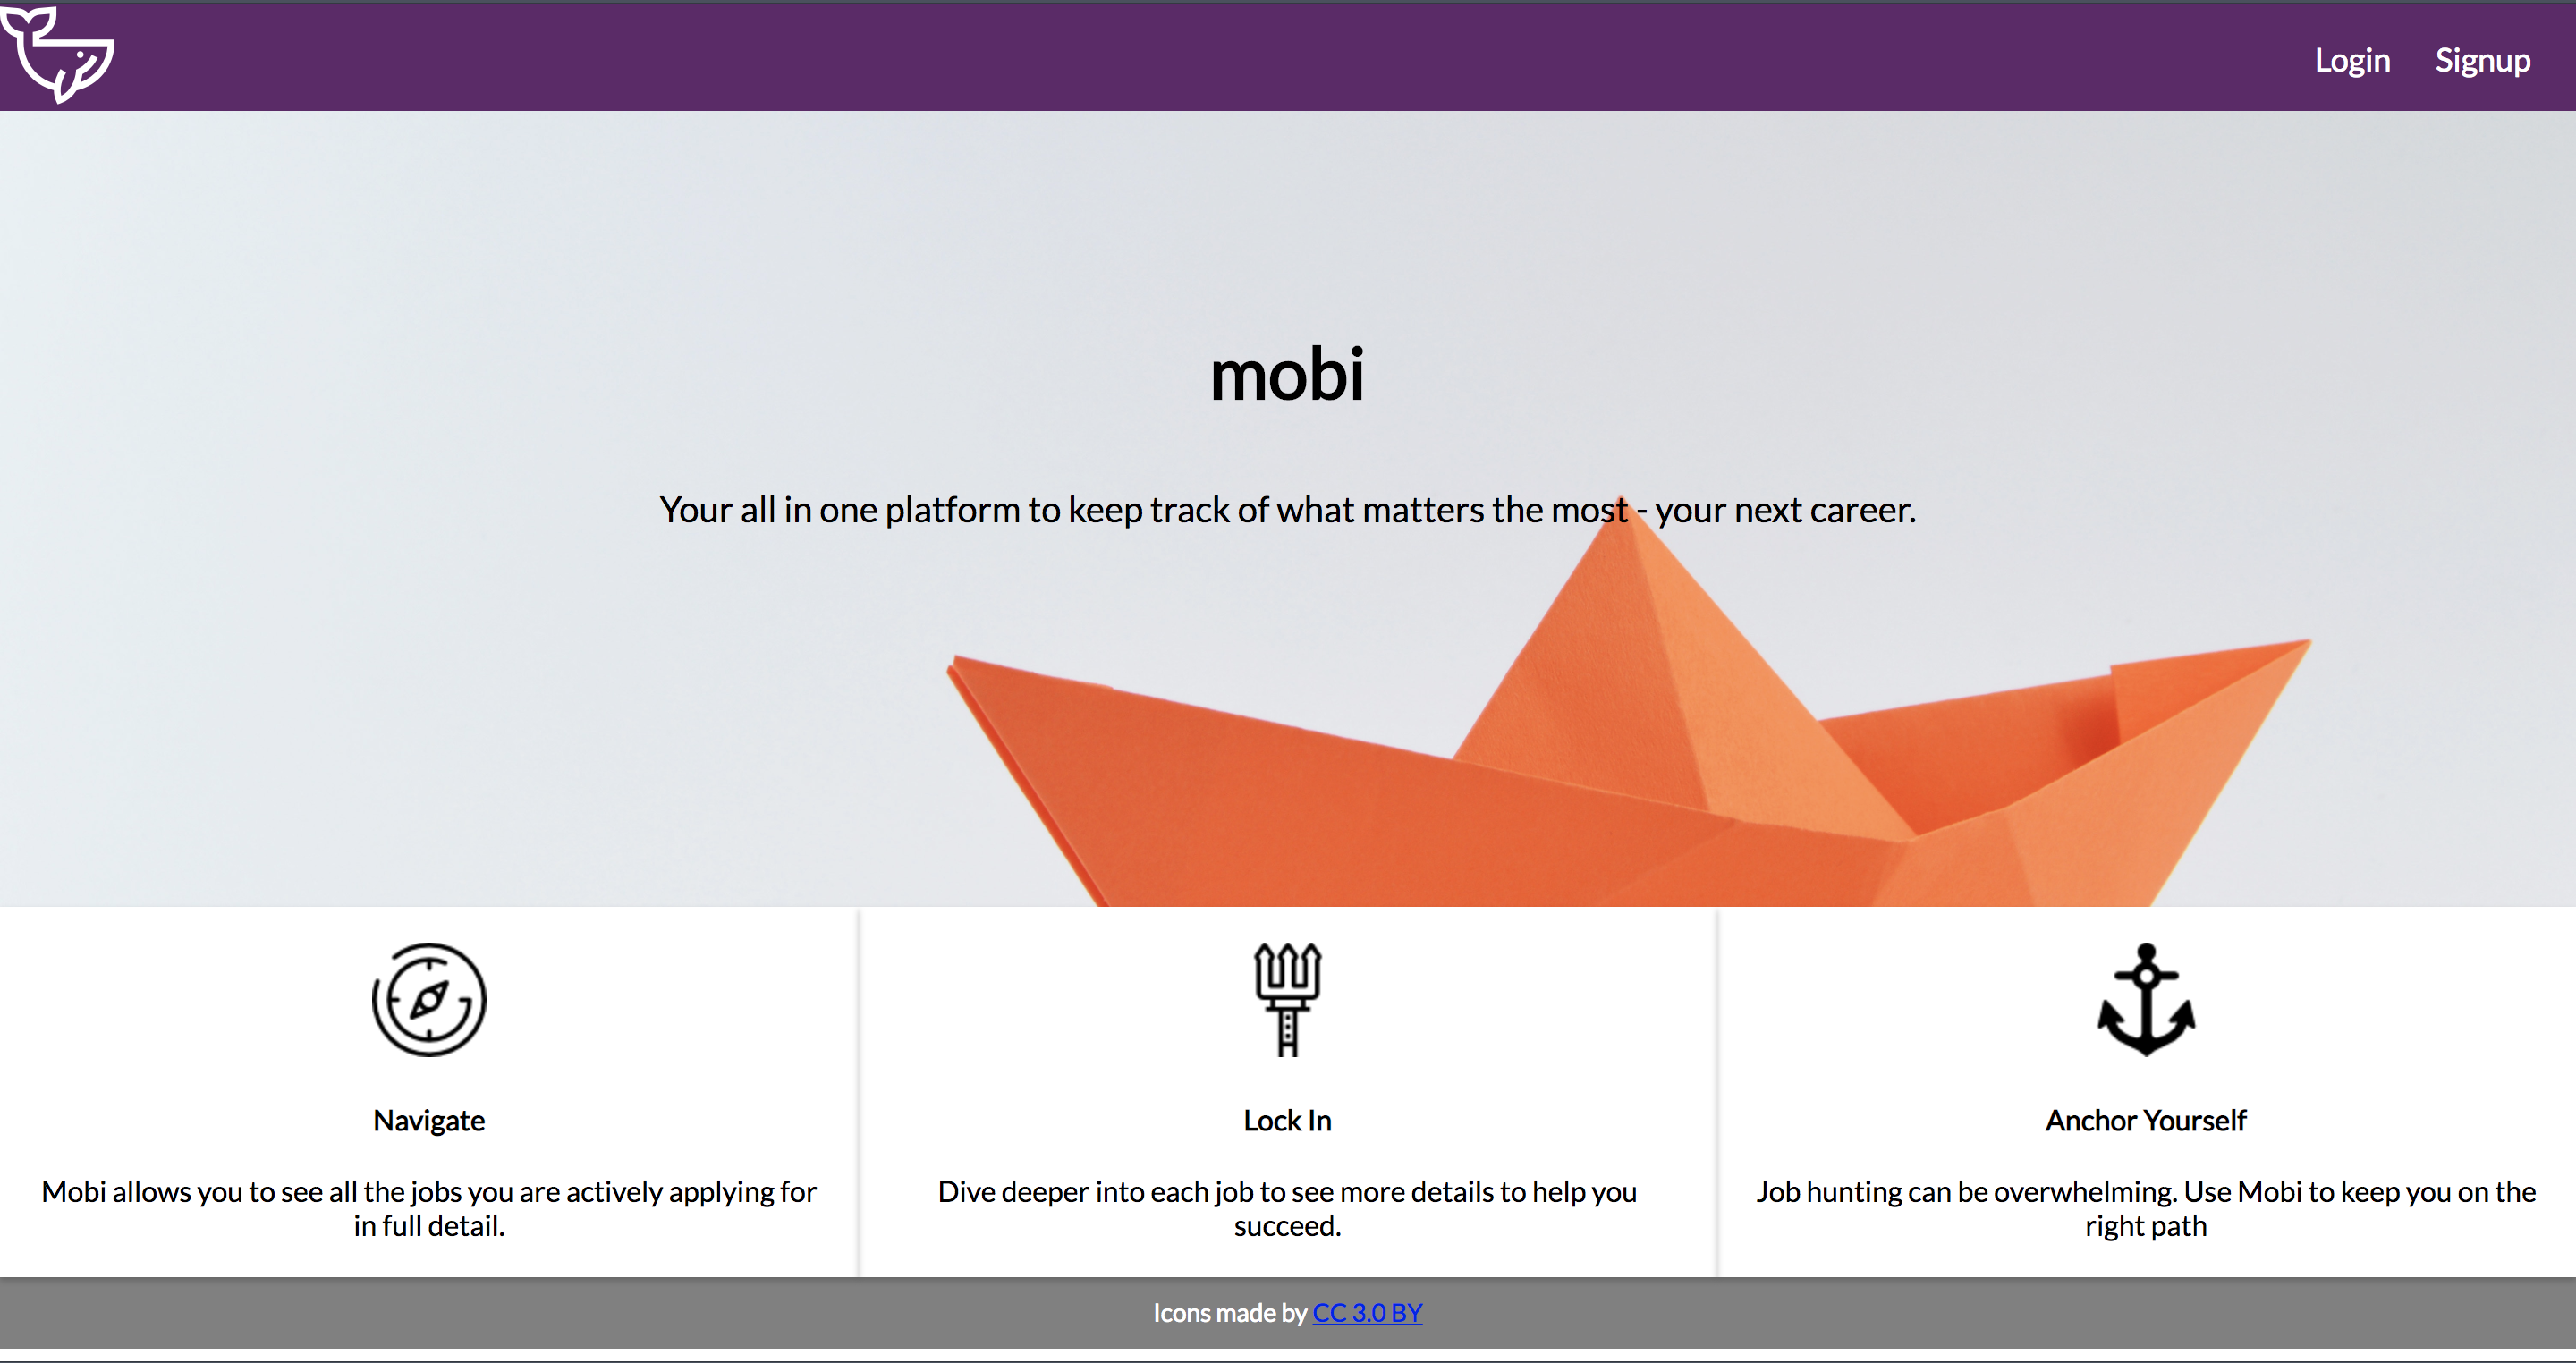 Login Signup
mobi
Your all in one platform to keep track of what matters the most - your next career.
Navigate
Mobi allows you to see all the jobs you are actively applying for
in full detail.
Lock In
Dive deeper into each job to see more details to help you
succeed.
Anchor Yourself
Job hunting can be overwhelming. Use Mobi to keep you on the
right path
Icons made by CC 3.0 BY